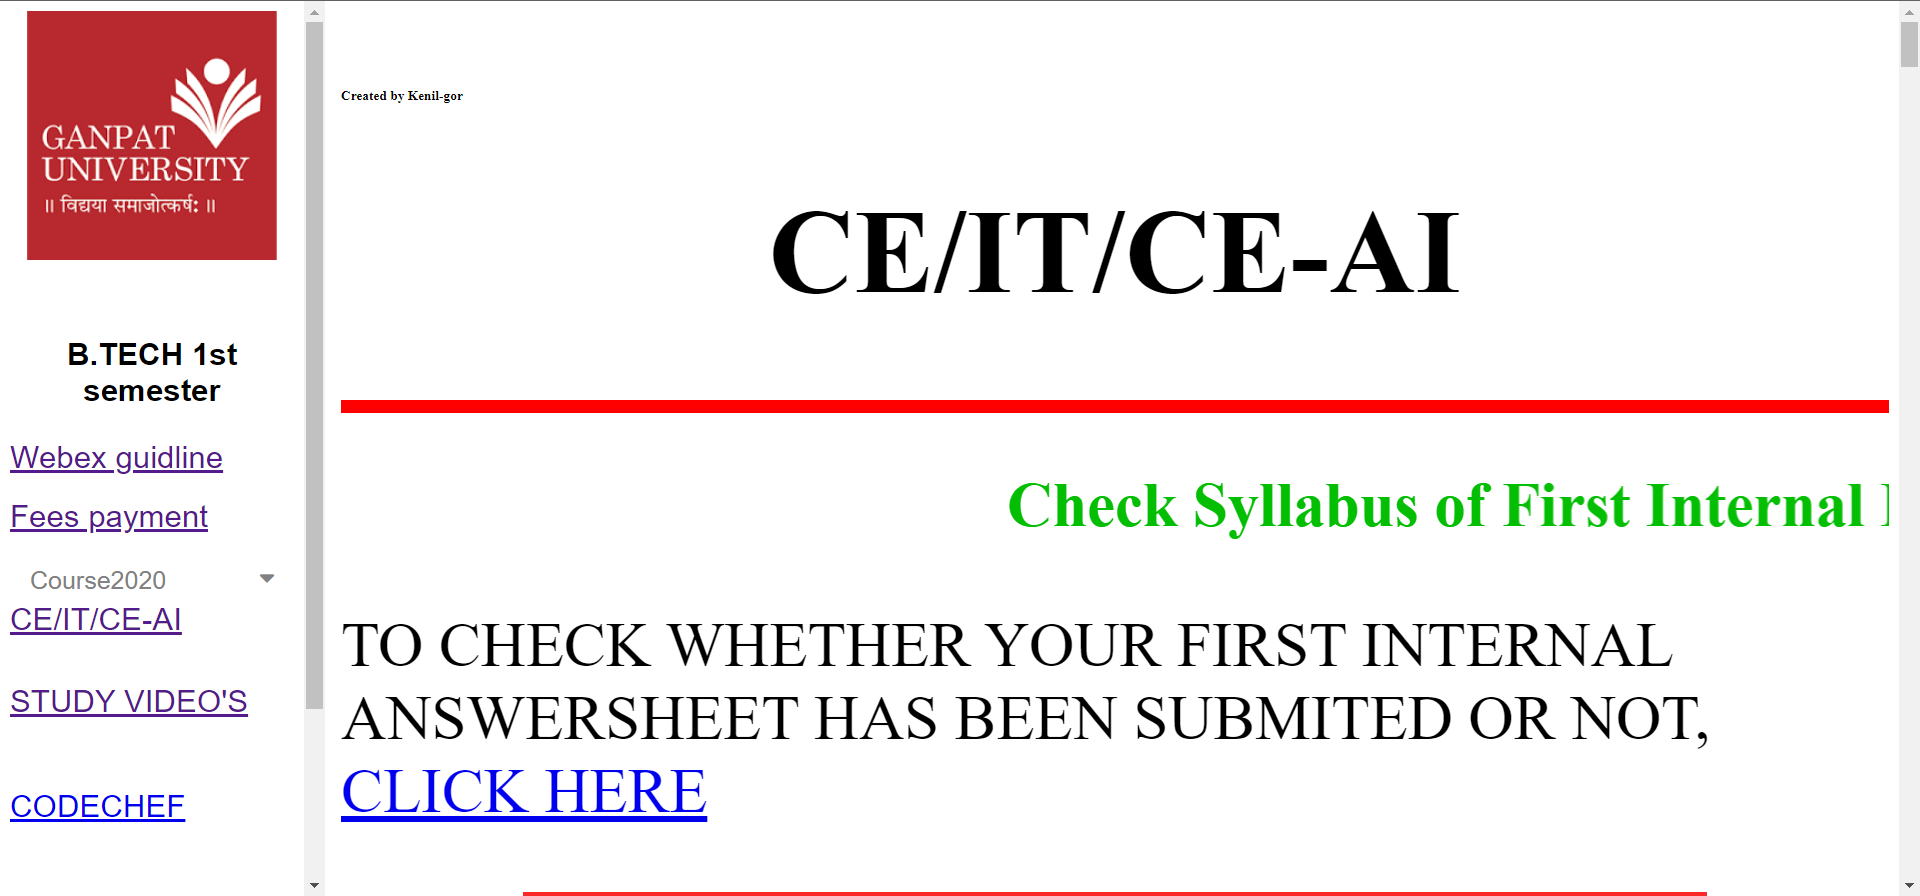 GANPAT
UNIVERSITY
॥ विद्यया समाजोत्कर्षः ॥
B.TECH 1st
semester
Webex guidline
Fees payment
Course2020
CE/IT/CE-AI
STUDY VIDEO'S
CODECHEF
Created by Kenil-gor
CE/IT/CE-AI
Check Syllabus of First Internal
TO CHECK WHETHER YOUR FIRST INTERNAL
ANSWERSHEET HAS BEEN SUBMITED OR NOT,
CLICK HERE